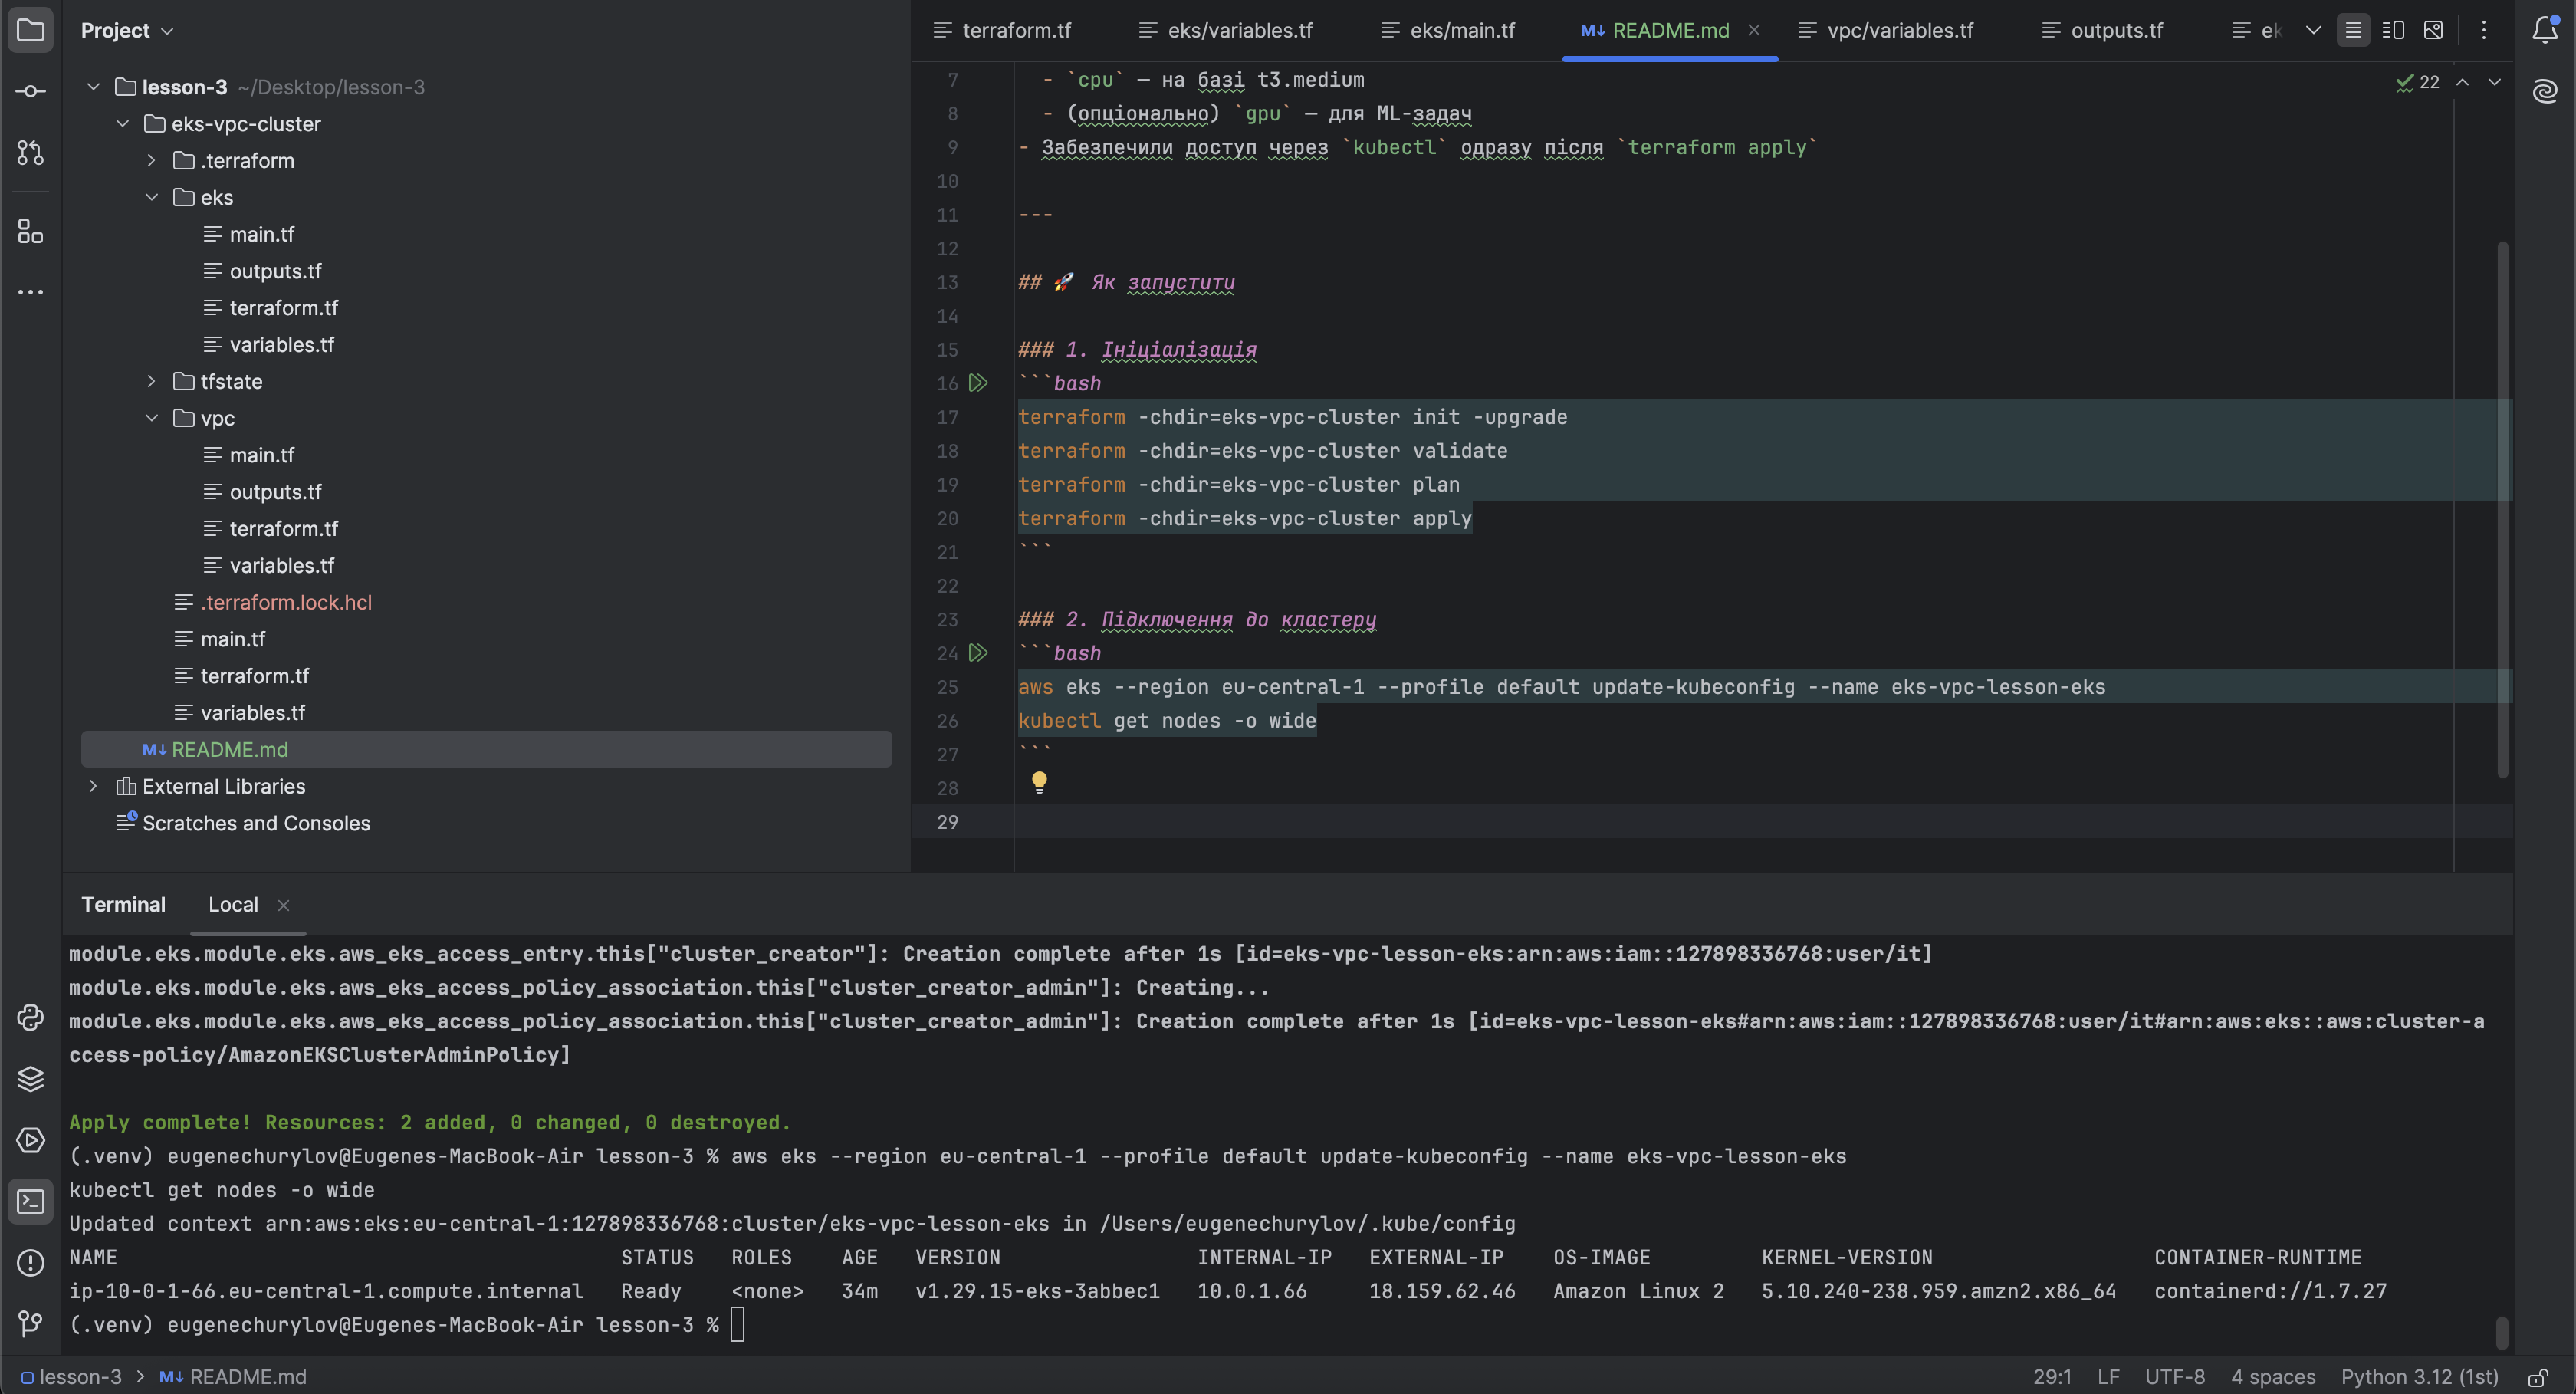 Project
terraform.tf
eks/variables.tf
eks/main.tf
M↓ README.md
vpc/variables.tf
outputs.tf
ek
lesson-3 ~/Desktop/lesson-3
eks-vpc-cluster
.terraform
eks
main.tf
outputs.tf
terraform.tf
variables.tf
tfstate
vpc
main.tf
outputs.tf
terraform.tf
variables.tf
.terraform.lock.hcl
main.tf
terraform.tf
variables.tf
M↓ README.md
External Libraries
Scratches and Consoles
22
7 - `cpu` — на базі t3.medium
8 - (опціонально) `gpu` — для ML-задач
9 - Забезпечили доступ через `kubectl` одразу після `terraform apply`
10
11 ---
12
13 ## 🚀 Як запустити
14
15 ### 1. Ініціалізація
16 ```bash
17 terraform -chdir=eks-vpc-cluster init -upgrade
18 terraform -chdir=eks-vpc-cluster validate
19 terraform -chdir=eks-vpc-cluster plan
20 terraform -chdir=eks-vpc-cluster apply
21 ```
22
23 ### 2. Підключення до кластеру
24 ```bash
25 aws eks --region eu-central-1 --profile default update-kubeconfig --name eks-vpc-lesson-eks
26 kubectl get nodes -o wide
27 ```
28
29
Terminal Local
module.eks.module.eks.aws_eks_access_entry.this["cluster_creator"]: Creation complete after 1s [id=eks-vpc-lesson-eks:arn:aws:iam::127898336768:user/it]
module.eks.module.eks.aws_eks_access_policy_association.this["cluster_creator_admin"]: Creating...
module.eks.module.eks.aws_eks_access_policy_association.this["cluster_creator_admin"]: Creation complete after 1s [id=eks-vpc-lesson-eks#arn:aws:iam::127898336768:user/it#arn:aws:eks::aws:cluster-a
ccess-policy/AmazonEKSClusterAdminPolicy]
Apply complete! Resources: 2 added, 0 changed, 0 destroyed.
(.venv) eugenechurylov@Eugenes-MacBook-Air lesson-3 % aws eks --region eu-central-1 --profile default update-kubeconfig --name eks-vpc-lesson-eks
kubectl get nodes -o wide
Updated context arn:aws:eks:eu-central-1:127898336768:cluster/eks-vpc-lesson-eks in /Users/eugenechurylov/.kube/config
NAME STATUS ROLES AGE VERSION INTERNAL-IP EXTERNAL-IP OS-IMAGE KERNEL-VERSION CONTAINER-RUNTIME
ip-10-0-1-66.eu-central-1.compute.internal Ready <none> 34m v1.29.15-eks-3abbec1 10.0.1.66 18.159.62.46 Amazon Linux 2 5.10.240-238.959.amzn2.x86_64 containerd://1.7.27
(.venv) eugenechurylov@Eugenes-MacBook-Air lesson-3 %
lesson-3 > M↓ README.md
29:1 LF UTF-8 4 spaces Python 3.12 (1st)